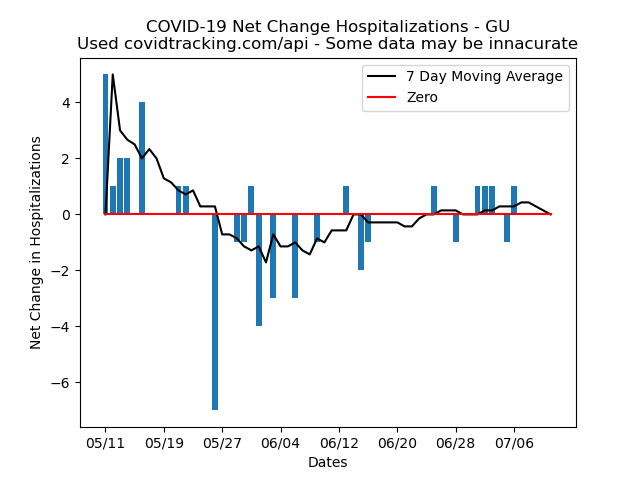 COVID-19 Net Change Hospitalizations - GU
Used covidtracking.com/api - Some data may be innacurate
7 Day Moving Average
Zero
Net Change in Hospitalizations
4
2
0
−2
−4
−6
05/11 05/19 05/27 06/04 06/12 06/20 06/28 07/06
Dates